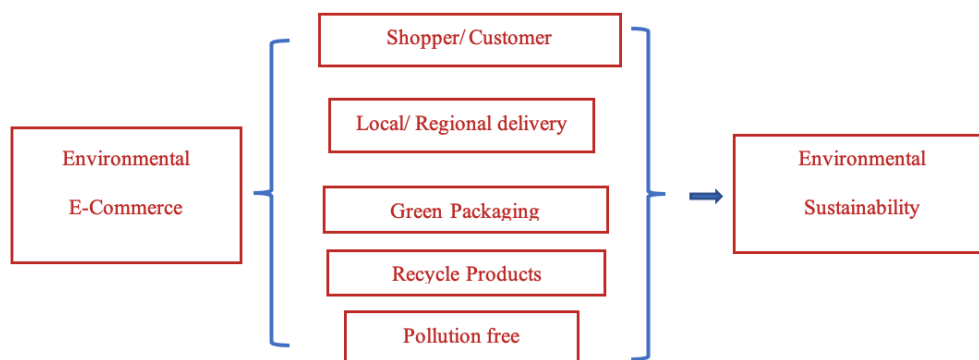 Shopper/ Customer
Local/ Regional delivery
Environmental
E-Commerce
Green Packaging
Recycle Products
Pollution free
Environmental
Sustainability